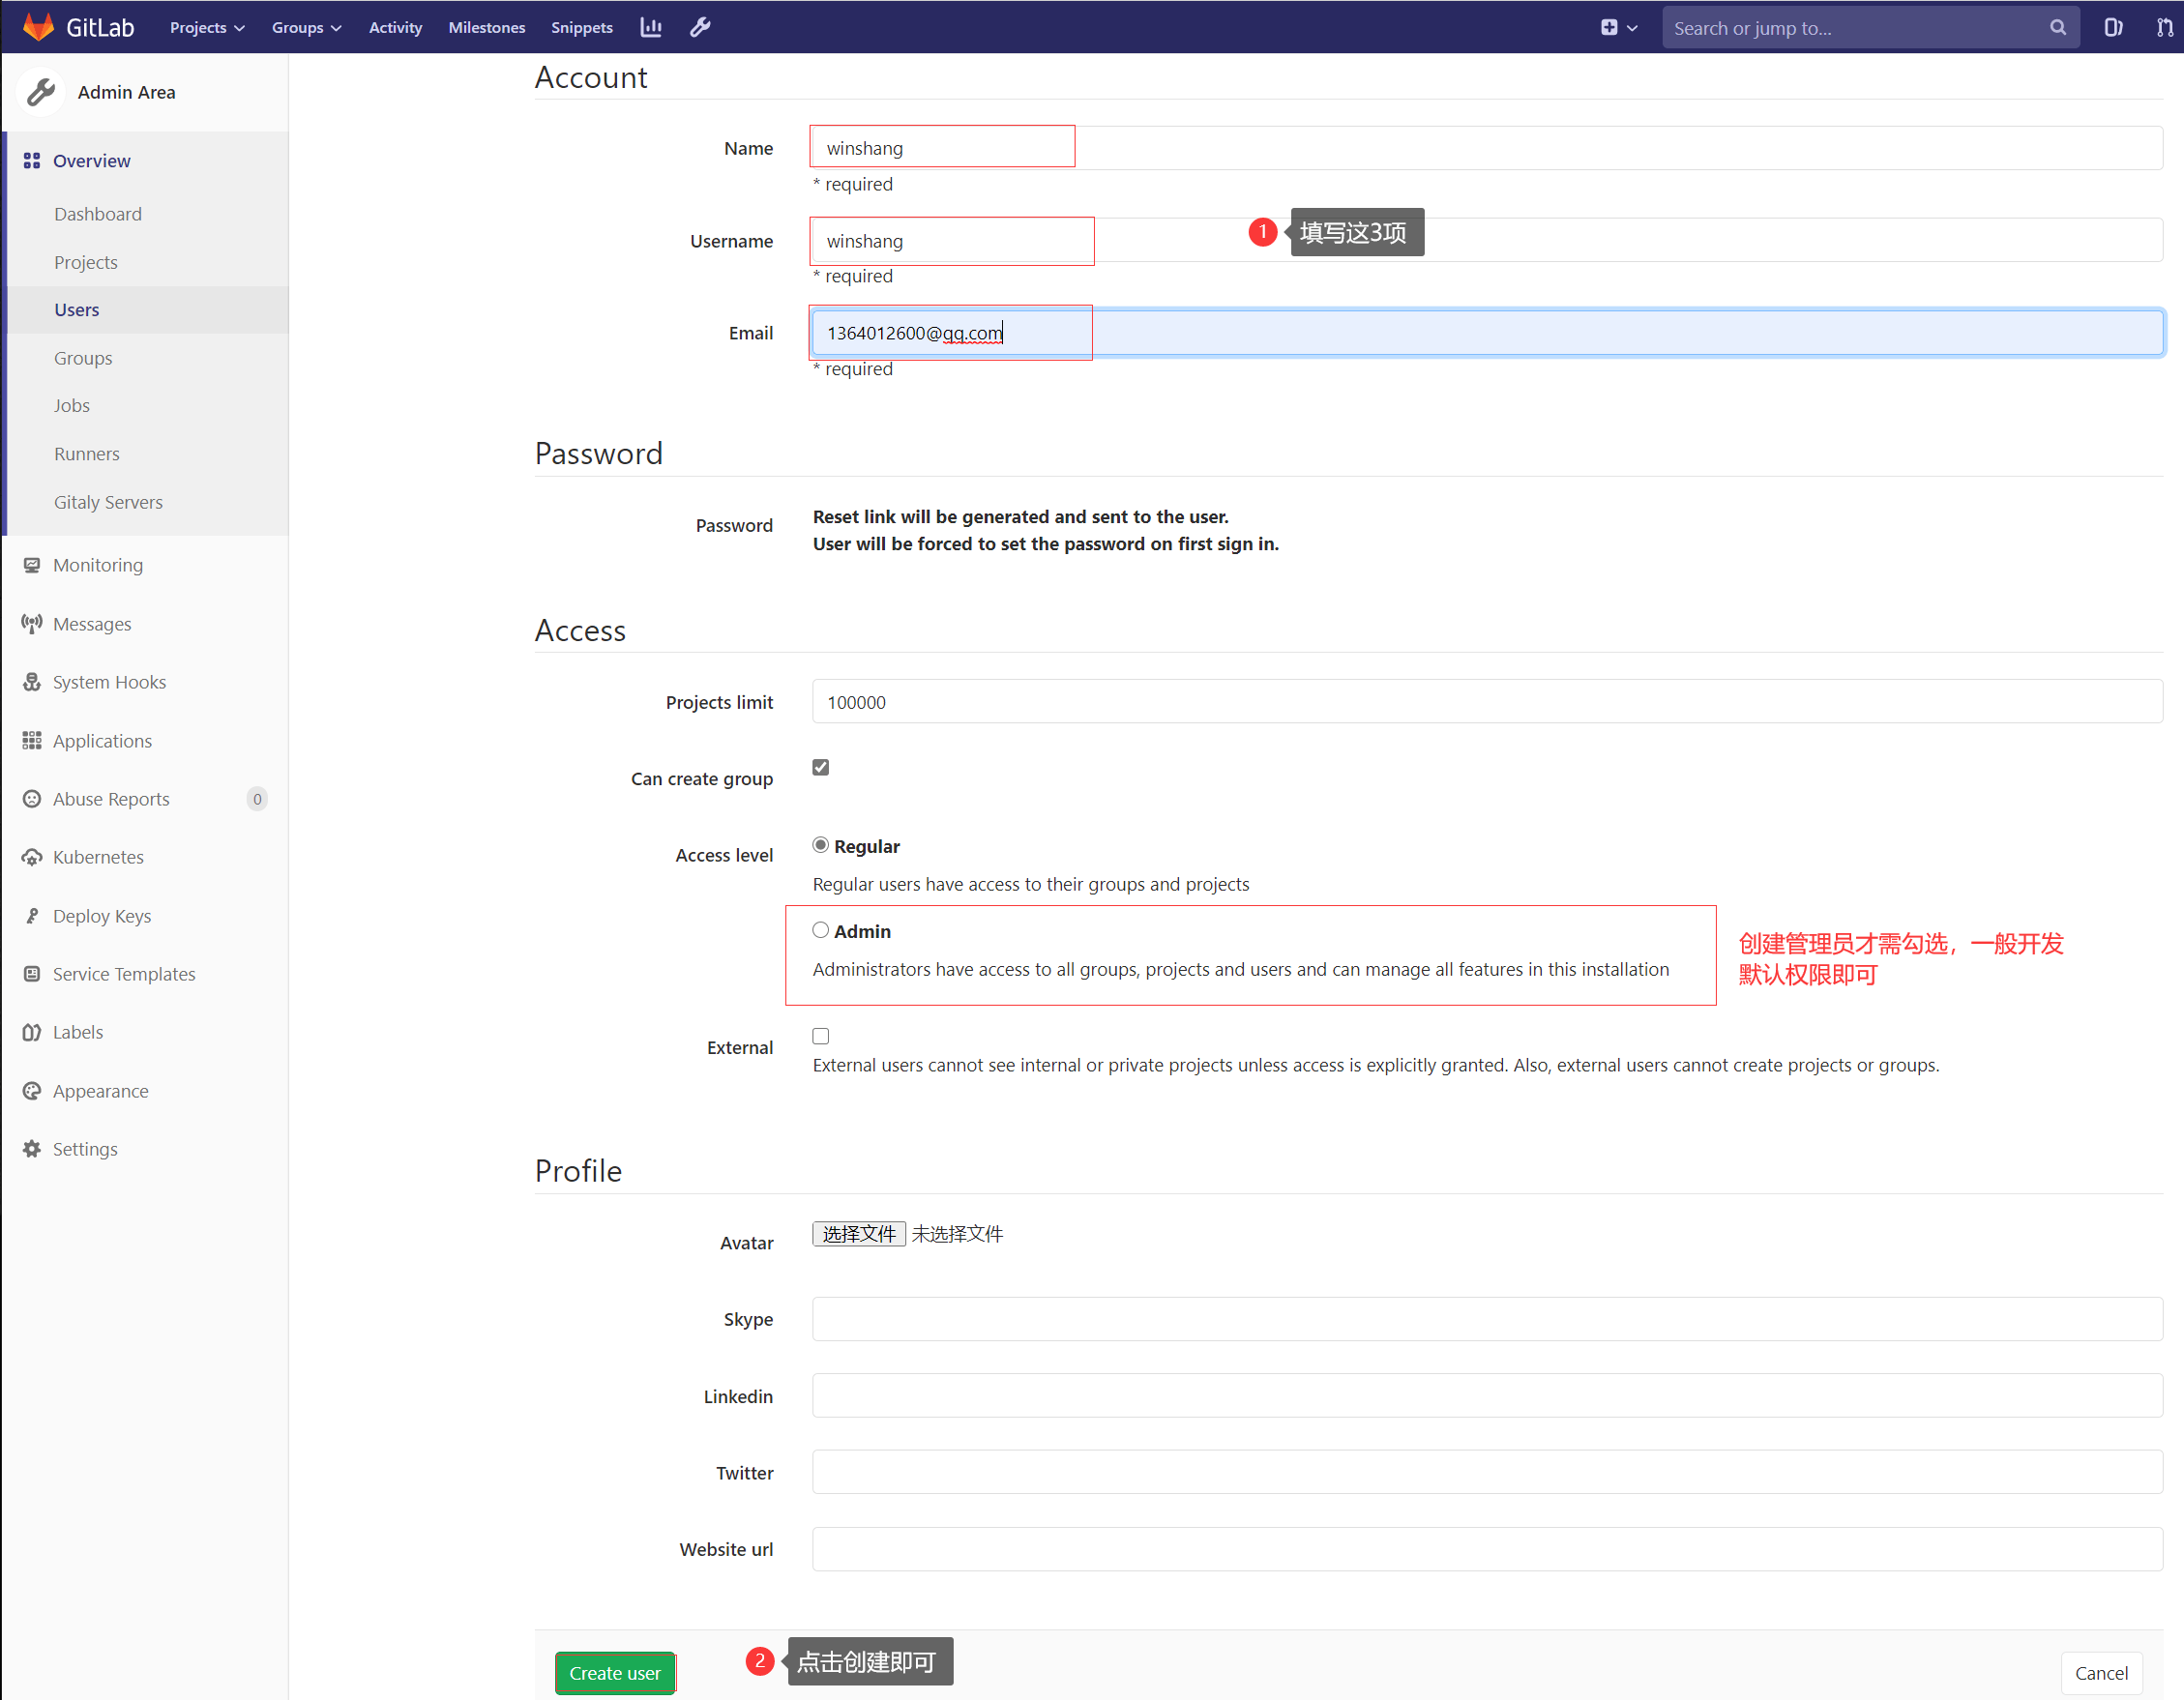 GitLab Projects Groups Activity Milestones Snippets Search or jump to...
Admin Area
Overview
Dashboard
Projects
Users
Groups
Jobs
Runners
Gitaly Servers
Monitoring
Messages
System Hooks
Applications
Abuse Reports 0
Kubernetes
Deploy Keys
Service Templates
Labels
Appearance
Settings
Account
Name winshang
* required
Username winshang
1 填写这3项
* required
Email 1364012600@qq.com
* required
Password
Password Reset link will be generated and sent to the user.
User will be forced to set the password on first sign in.
Access
Projects limit 100000
Can create group
Access level Regular
Regular users have access to their groups and projects
Admin
Administrators have access to all groups, projects and users and can manage all features in this installation
创建管理员才需勾选，一般开发
默认权限即可
External
External users cannot see internal or private projects unless access is explicitly granted. Also, external users cannot create projects or groups.
Profile
Avatar 选择文件 未选择文件
Skype
Linkedin
Twitter
Website url
Create user 2 点击创建即可 Cancel